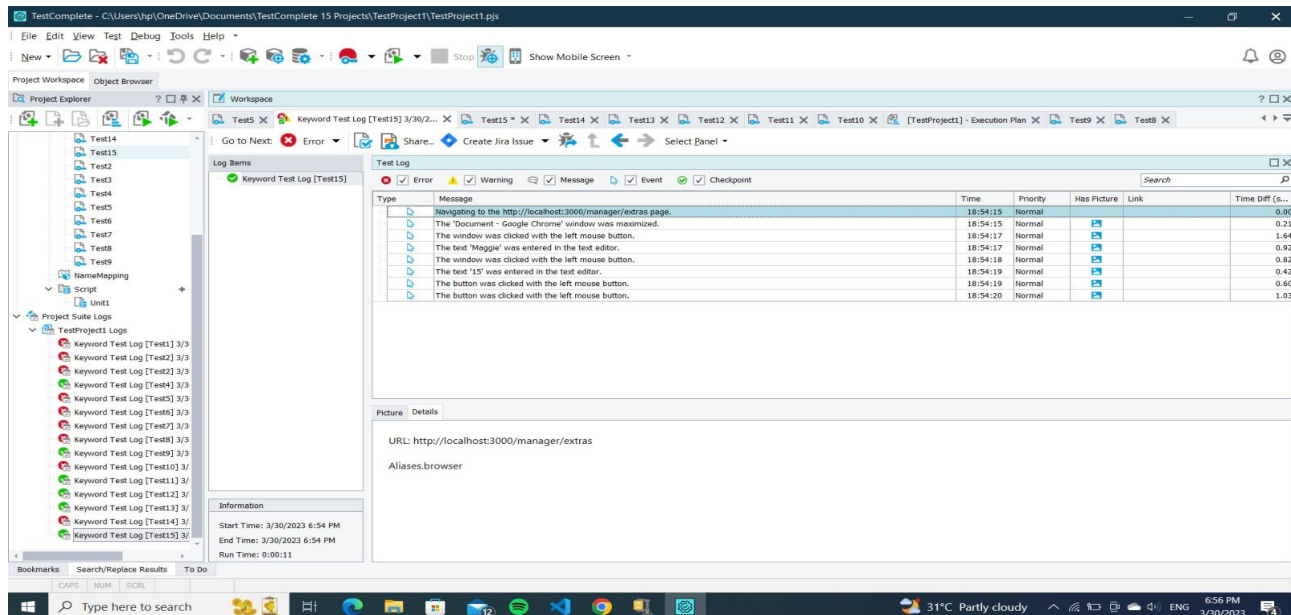 TestComplete - C:\Users\hp\OneDrive\Documents\TestComplete 15 Projects\TestProject1\TestProject1.pjs
File Edit View Test Debug Tools Help
New Stop Show Mobile Screen
Project Workspace Object Browser
Project Explorer
Test14
Test15
Test2
Test3
Test4
Test5
Test6
Test7
Test8
Test9
NameMapping
Script
Unit1
Project Suite Logs
TestProject1 Logs
Keyword Test Log [Test1] 3/3
Keyword Test Log [Test2] 3/3
Keyword Test Log [Test2] 3/3
Keyword Test Log [Test4] 3/3
Keyword Test Log [Test5] 3/3
Keyword Test Log [Test6] 3/3
Keyword Test Log [Test7] 3/3
Keyword Test Log [Test8] 3/3
Keyword Test Log [Test9] 3/3
Keyword Test Log [Test10] 3/
Keyword Test Log [Test11] 3/
Keyword Test Log [Test12] 3/
Keyword Test Log [Test13] 3/
Keyword Test Log [Test14] 3/
Keyword Test Log [Test15] 3/
Workspace
Test5 Keyword Test Log [Test15] 3/30/2... Test15 * Test14 Test13 Test12 Test11 Test10 [TestProject1] - Execution Plan Test9 Test8
Go to Next: Error Share... Create Jira Issue Select Panel
Log Items
Keyword Test Log [Test15]
Information
Start Time: 3/30/2023 6:54 PM
End Time: 3/30/2023 6:54 PM
Run Time: 0:00:11
Test Log
Error Warning Message Event Checkpoint Search
Type Message Time Priority Has Picture Link Time Diff (s...
Navigating to the http://localhost:3000/manager/extras page. 18:54:15 Normal 0.00
The 'Document - Google Chrome' window was maximized. 18:54:15 Normal 0.21
The window was clicked with the left mouse button. 18:54:17 Normal 1.64
The text 'Maggie' was entered in the text editor. 18:54:17 Normal 0.92
The window was clicked with the left mouse button. 18:54:18 Normal 0.82
The text '15' was entered in the text editor. 18:54:19 Normal 0.42
The button was clicked with the left mouse button. 18:54:19 Normal 0.60
The button was clicked with the left mouse button. 18:54:20 Normal 1.03
Picture Details
URL: http://localhost:3000/manager/extras
Aliases.browser
Bookmarks Search/Replace Results To Do
CAPS NUM SCRL
Type here to search
12
31°C Partly cloudy ENG
6:56 PM
3/30/2023
4